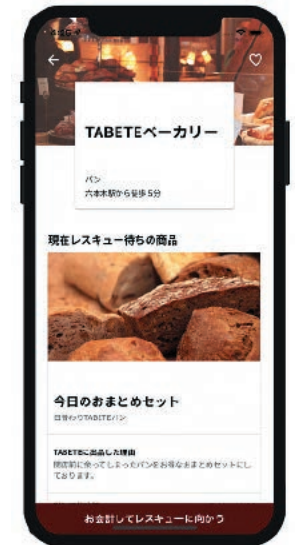 TABETEベーカリー
パン
六本木駅から徒歩 5分
現在レスキュー待ちの商品
今日のおまとめセット
日替わりTABETEパン
TABETEに出品した理由
閉店前に余ってしまったパンをお得なおまとめセットにし
ております。
お会計してレスキューに向かう